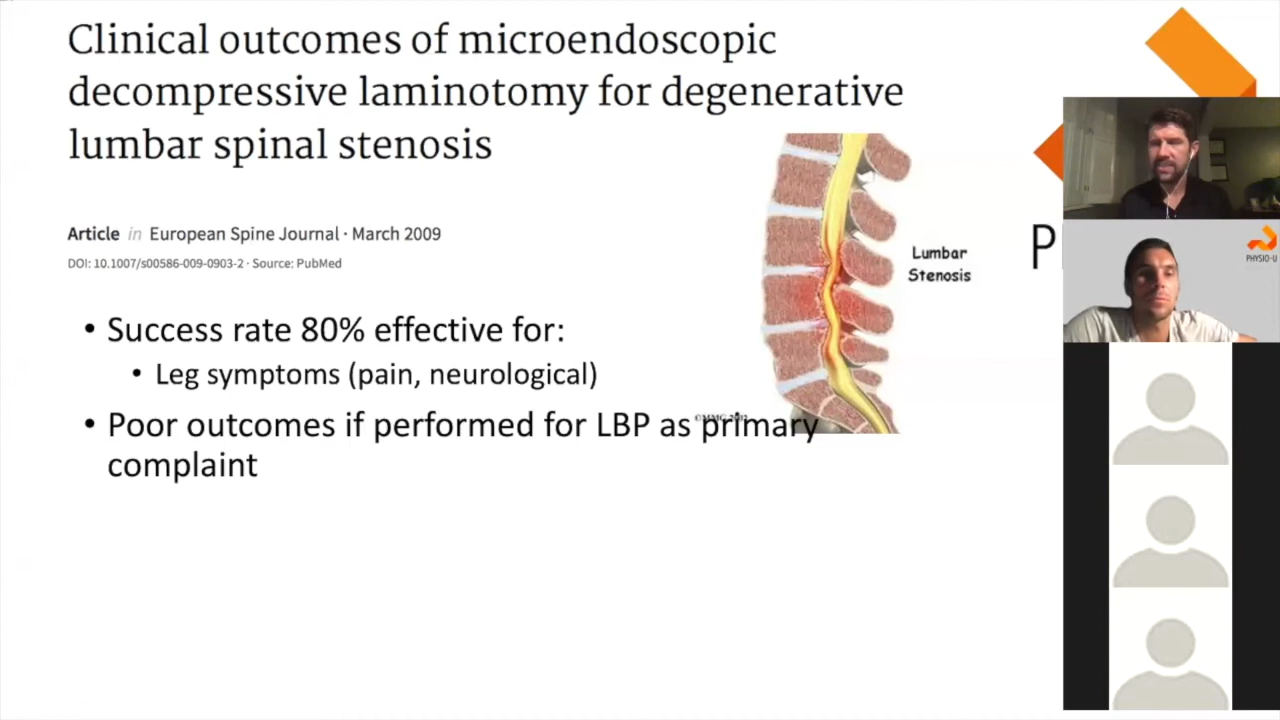 Clinical outcomes of microendoscopic
decompressive laminotomy for degenerative
lumbar spinal stenosis
Article in European Spine Journal · March 2009
DOI: 10.1007/s00586-009-0903-2 · Source: PubMed
Lumbar
Stenosis
P
PHYSIO-U
• Success rate 80% effective for:
• Leg symptoms (pain, neurological)
• Poor outcomes if performed for LBP as primary
complaint